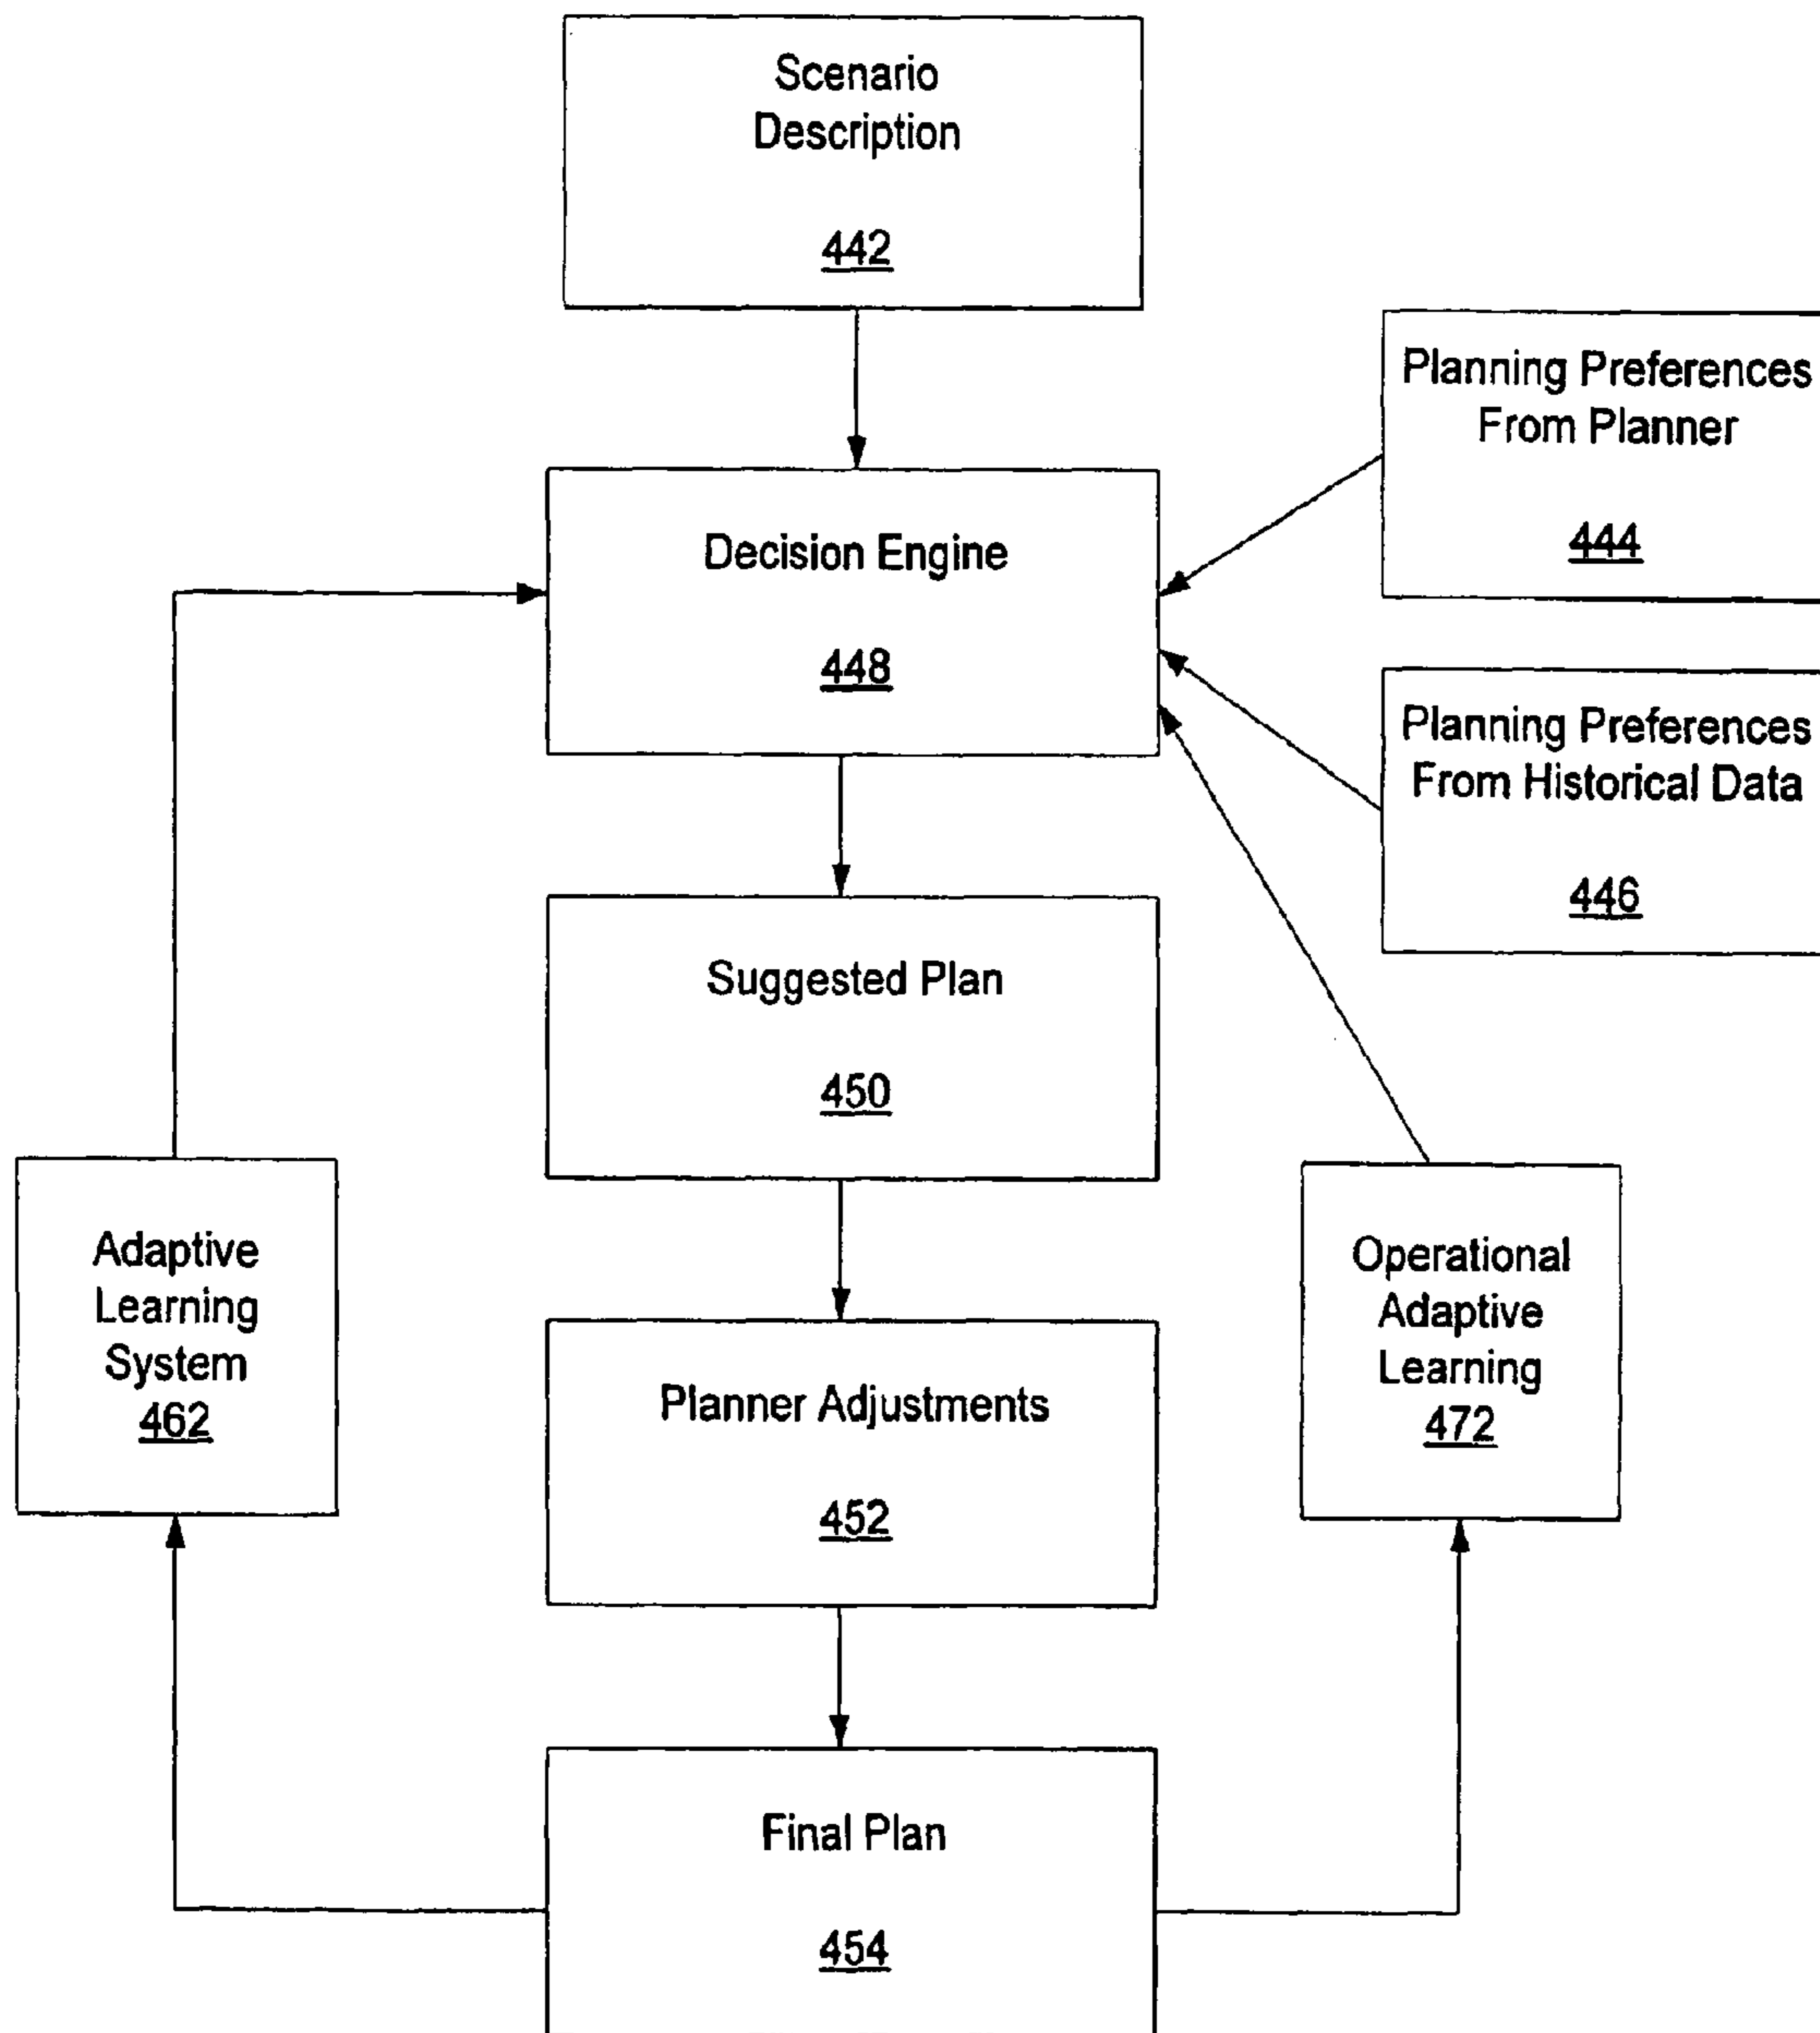 Scenario
Description
442
Planning Preferences
From Planner
444
Decision Engine
448
Planning Preferences
From Historical Data
446
Suggested Plan
450
Adaptive
Learning
System
462
Operational
Adaptive
Learning
472
Planner Adjustments
452
Final Plan
454